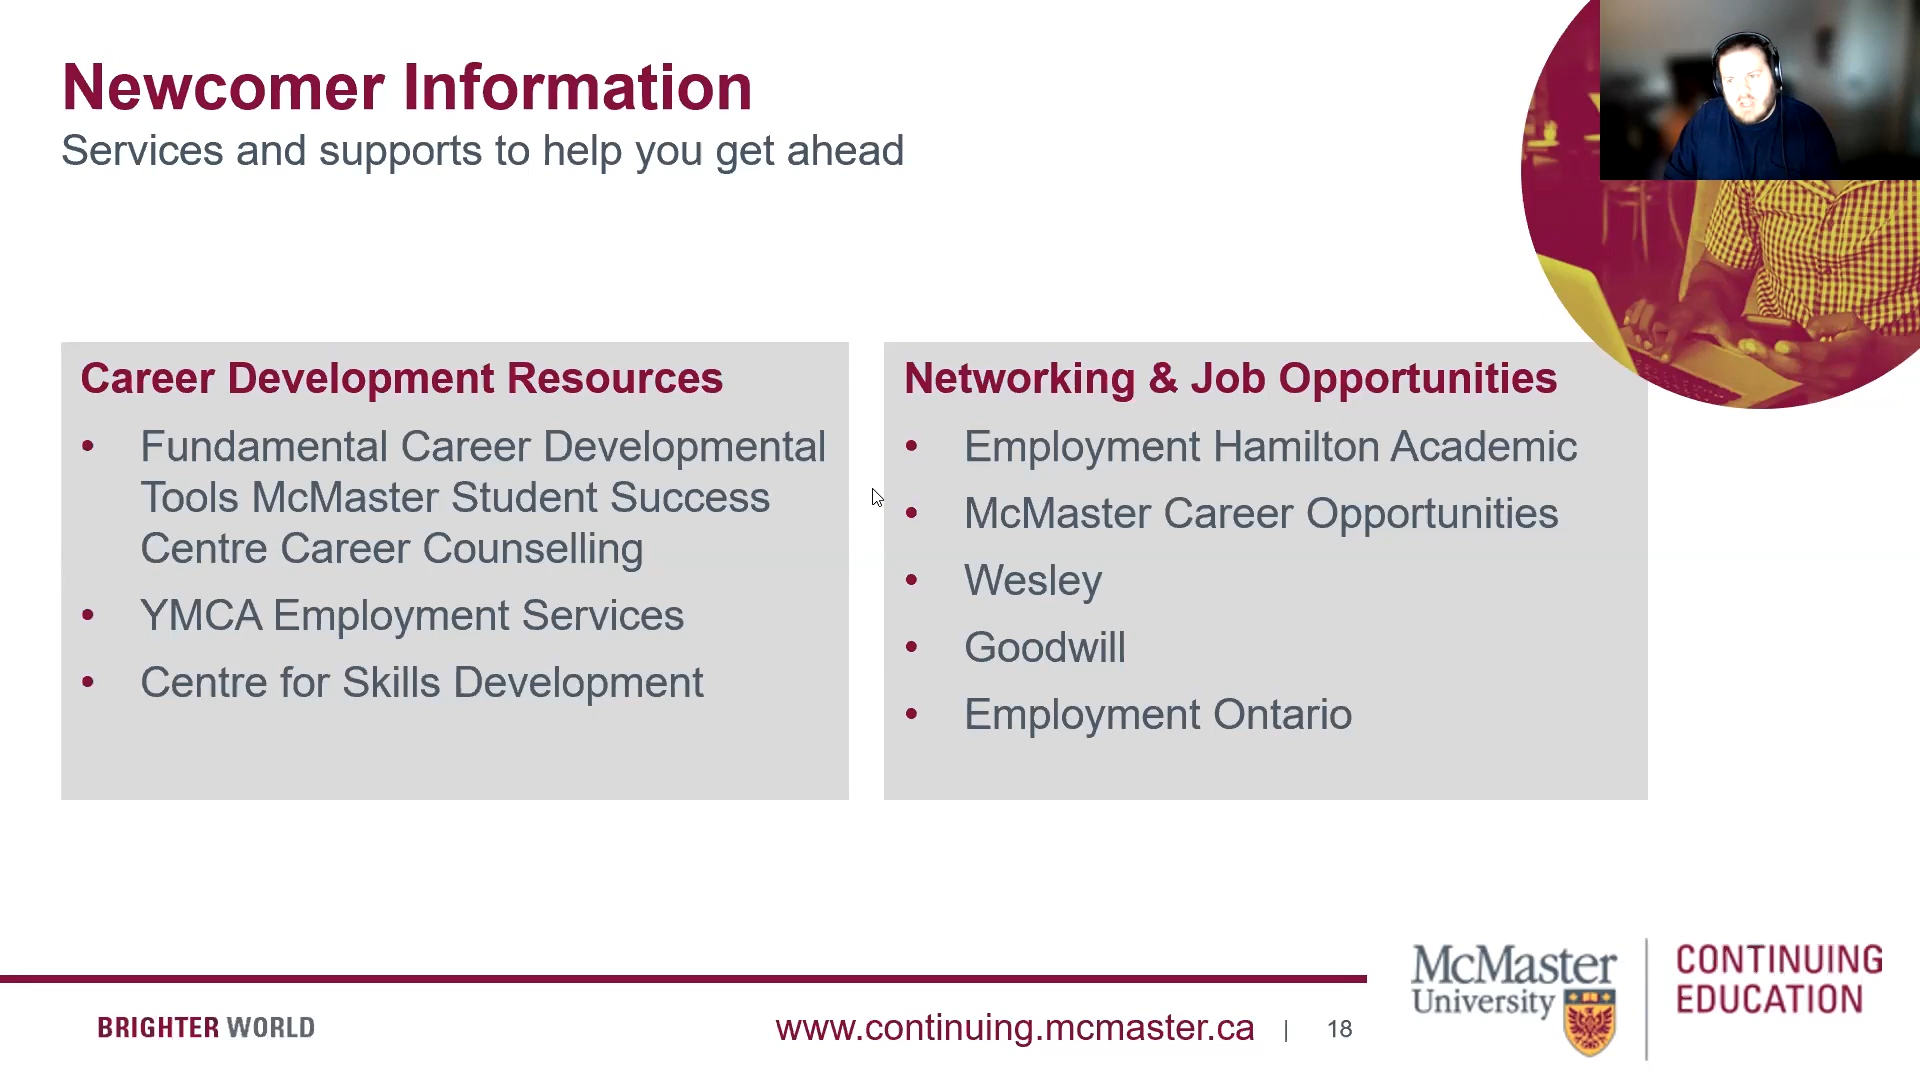 Newcomer Information
Services and supports to help you get ahead
Career Development Resources
• Fundamental Career Developmental
Tools McMaster Student Success
Centre Career Counselling
• YMCA Employment Services
• Centre for Skills Development
Networking & Job Opportunities
• Employment Hamilton Academic
• McMaster Career Opportunities
• Wesley
• Goodwill
• Employment Ontario
BRIGHTER WORLD
www.continuing.mcmaster.ca | 18
McMaster
University
CONTINUING
EDUCATION